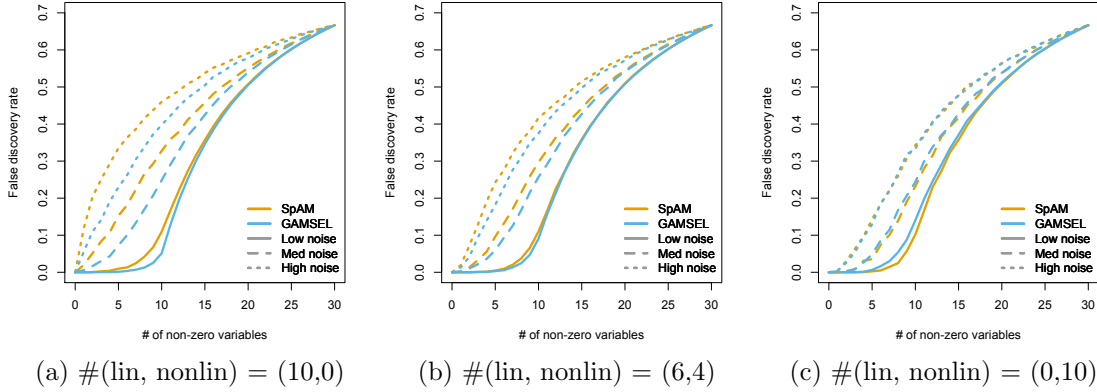 False discovery rate
0.7
0.6
0.5
0.4
0.3
0.2
0.1
0.0
SpAM
GAMSEL
Low noise
Med noise
High noise
0 5 10 15 20 25 30
# of non-zero variables
(a) #(lin, nonlin) = (10,0)
False discovery rate
0.7
0.6
0.5
0.4
0.3
0.2
0.1
0.0
SpAM
GAMSEL
Low noise
Med noise
High noise
0 5 10 15 20 25 30
# of non-zero variables
(b) #(lin, nonlin) = (6,4)
False discovery rate
0.7
0.6
0.5
0.4
0.3
0.2
0.1
0.0
SpAM
GAMSEL
Low noise
Med noise
High noise
0 5 10 15 20 25 30
# of non-zero variables
(c) #(lin, nonlin) = (0,10)